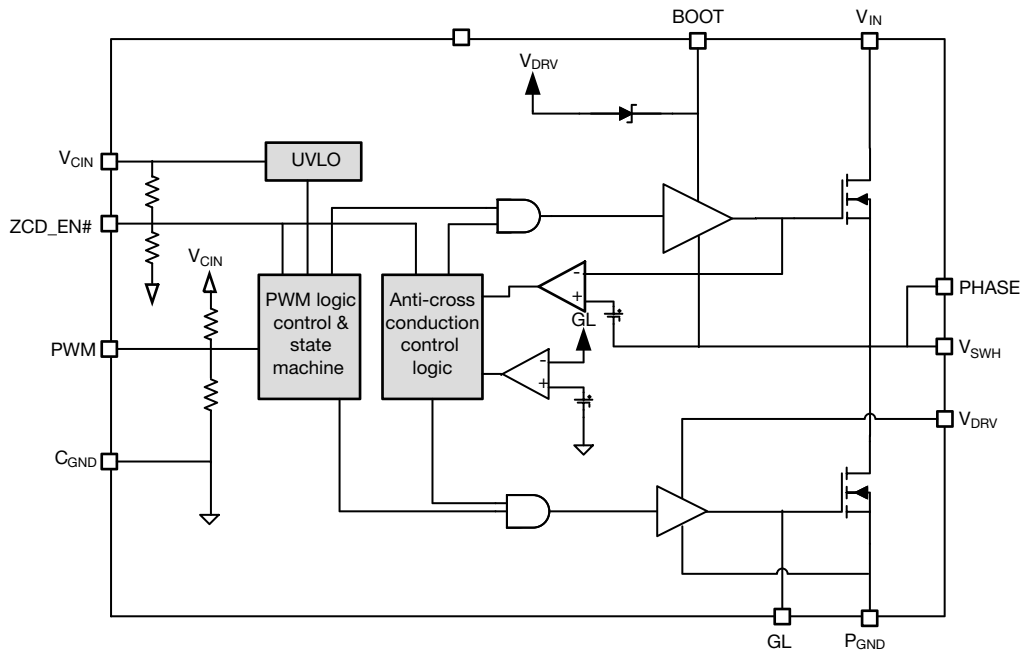 BOOT
V_IN
V_DRV
V_CIN
UVLO
ZCD_EN#
V_CIN
PWM logic
control &
state
machine
Anti-cross
conduction
control
logic
-
+
GL
PHASE
PWM
V_SWH
-
+
V_DRV
C_GND
GL
P_GND